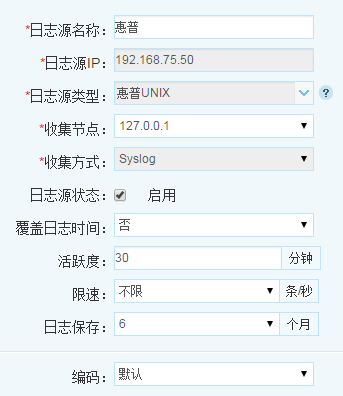 *日志源名称： 惠普
*日志源IP： 192.168.75.50
*日志源类型： 惠普UNIX ?
*收集节点： 127.0.0.1
*收集方式： Syslog
日志源状态： 启用
覆盖日志时间： 否
活跃度： 30 分钟
限速： 不限 条/秒
日志保存： 6 个月
编码： 默认